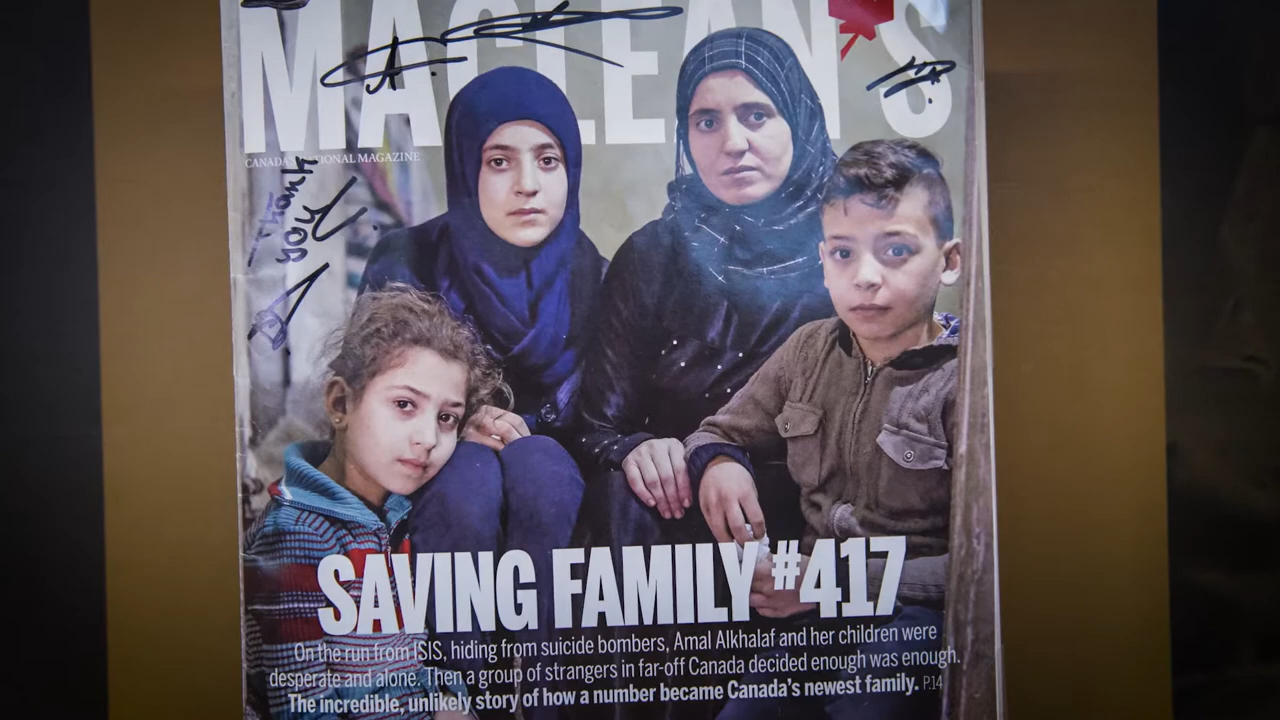 MACLEAN'S
CANADA'S NATIONAL MAGAZINE
SAVING FAMILY #417
On the run from ISIS, hiding from suicide bombers, Amal Alkhalaf and her children were
desperate and alone. Then a group of strangers in far-off Canada decided enough was enough.
The incredible, unlikely story of how a number became Canada's newest family. P.14